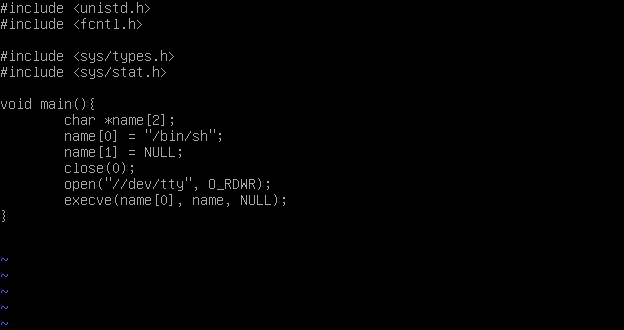 #include <unistd.h>
#include <fcntl.h>

#include <sys/types.h>
#include <sys/stat.h>

void main(){
        char *name[2];
        name[0] = "/bin/sh";
        name[1] = NULL;
        close(0);
        open("//dev/tty", O_RDWR);
        execve(name[0], name, NULL);
}

~
~
~
~
~